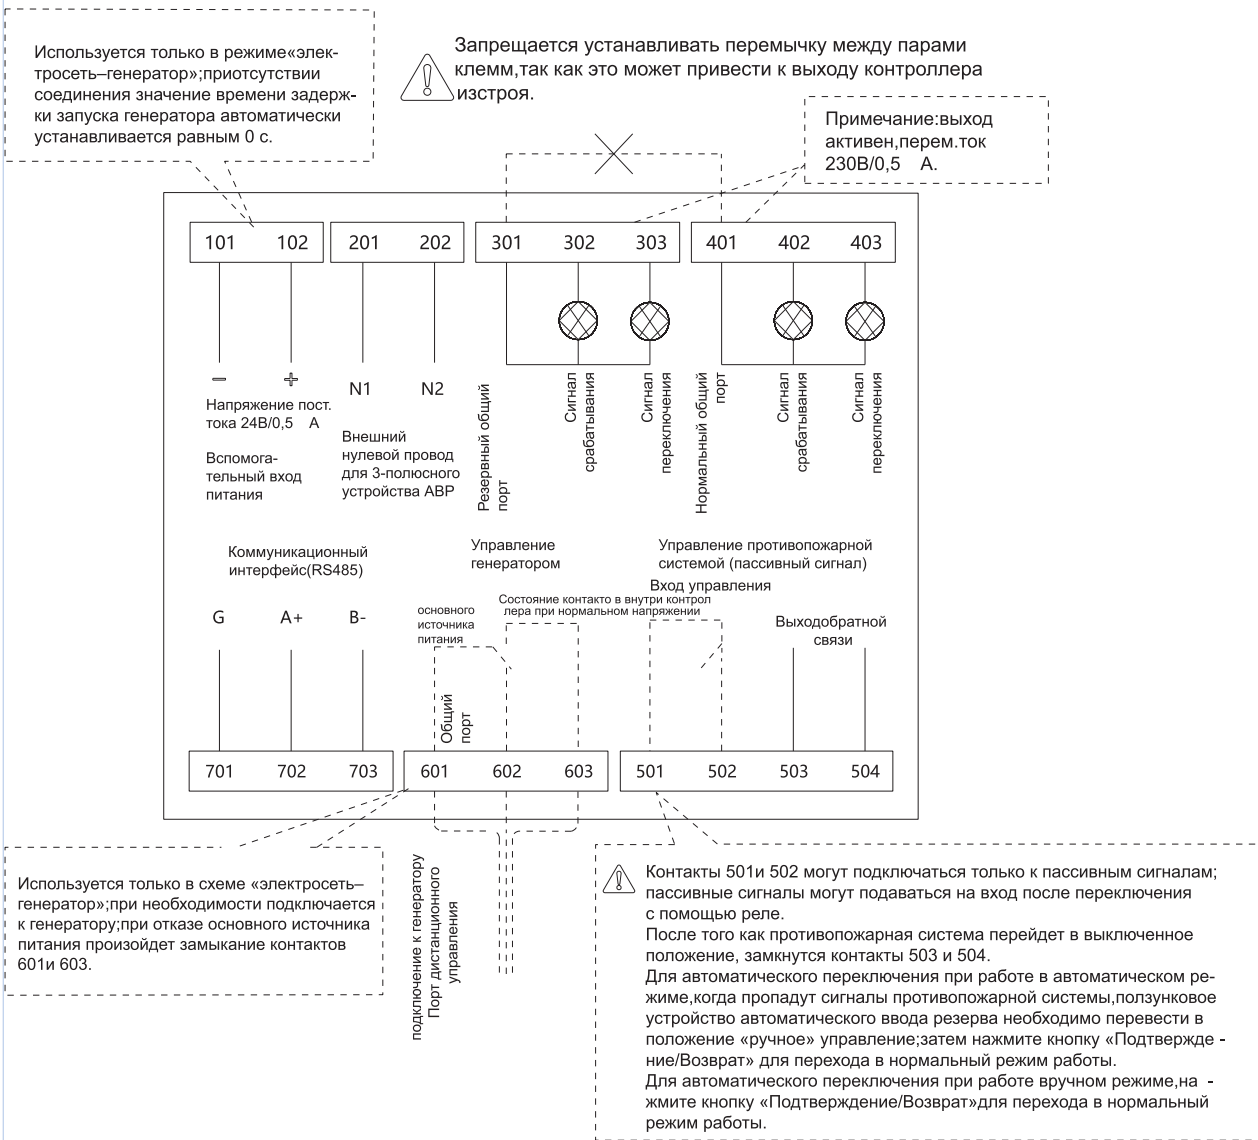 Используется только в режиме«элек-
тросеть–генератор»;приотсутствии
соединения значение времени задерж-
ки запуска генератора автоматически
устанавливается равным 0 с.
Запрещается устанавливать перемычку между парами
клемм,так как это может привести к выходу контроллера
изстроя.
Примечание:выход
активен,перем.ток
230В/0,5 А.
101 102 201 202 301 302 303 401 402 403
N1 N2
Напряжение пост.
тока 24В/0,5 А
Вспомога-
тельный вход
питания
Внешний
нулевой провод
для 3-полюсного
устройства АВР
Резервный общий
порт
Сигнал
срабатывания
Сигнал
переключения
Нормальный общий
порт
Сигнал
срабатывания
Сигнал
переключения
Коммуникационный
интерфейс(RS485)
G A+ B-
Управление
генератором
Управление противопожарной
системой (пассивный сигнал)
Вход управления
основного
источника
питания
Состояние контакто в внутри контрол
лера при нормальном напряжении
Выходобратной
связи
Общий
порт
701 702 703 601 602 603 501 502 503 504
Используется только в схеме «электросеть–
генератор»;при необходимости подключается
к генератору;при отказе основного источника
питания произойдет замыкание контактов
601и 603.
подключение к генератору
Порт дистанционного
управления
Контакты 501и 502 могут подключаться только к пассивным сигналам;
пассивные сигналы могут подаваться на вход после переключения
с помощью реле.
После того как противопожарная система перейдет в выключенное
положение, замкнутся контакты 503 и 504.
Для автоматического переключения при работе в автоматическом ре-
жиме,когда пропадут сигналы противопожарной системы,ползунковое
устройство автоматического ввода резерва необходимо перевести в
положение «ручное» управление;затем нажмите кнопку «Подтвержде -
ние/Возврат» для перехода в нормальный режим работы.
Для автоматического переключения при работе вручном режиме,на -
жмите кнопку «Подтверждение/Возврат»для перехода в нормальный
режим работы.